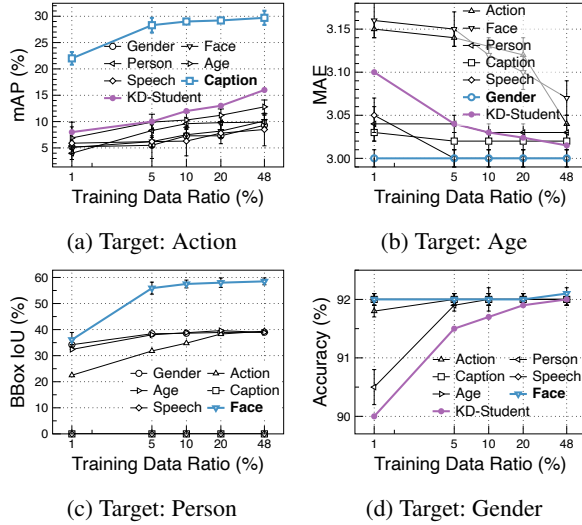 mAP (%)
35
30
25
20
15
10
5
0
Gender
Face
Person
Age
Speech
Caption
KD-Student
1
5
10
20
48
Training Data Ratio (%)
(a) Target: Action
MAE
3.15
3.10
3.05
3.00
Action
Face
Person
Caption
Speech
Gender
KD-Student
1
5
10
20
48
Training Data Ratio (%)
(b) Target: Age
BBox IoU (%)
60
50
40
30
20
10
0
Gender
Action
Age
Caption
Speech
Face
1
5
10
20
48
Training Data Ratio (%)
(c) Target: Person
Accuracy (%)
92
91
90
Action
Person
Caption
Speech
Age
Face
KD-Student
1
5
10
20
48
Training Data Ratio (%)
(d) Target: Gender